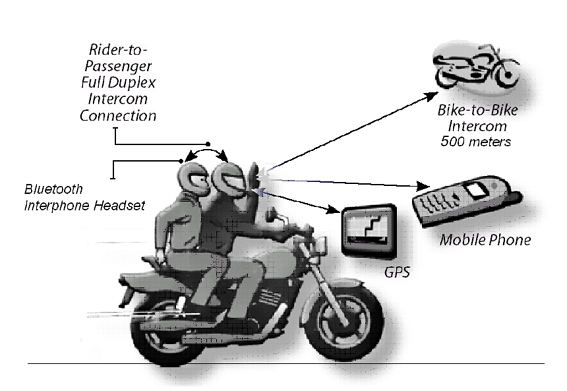 Rider-to-
Passenger
Full Duplex
Intercom
Connection
Bluetooth
Interphone Headset
Bike-to-Bike
Intercom
500 meters
Mobile Phone
GPS